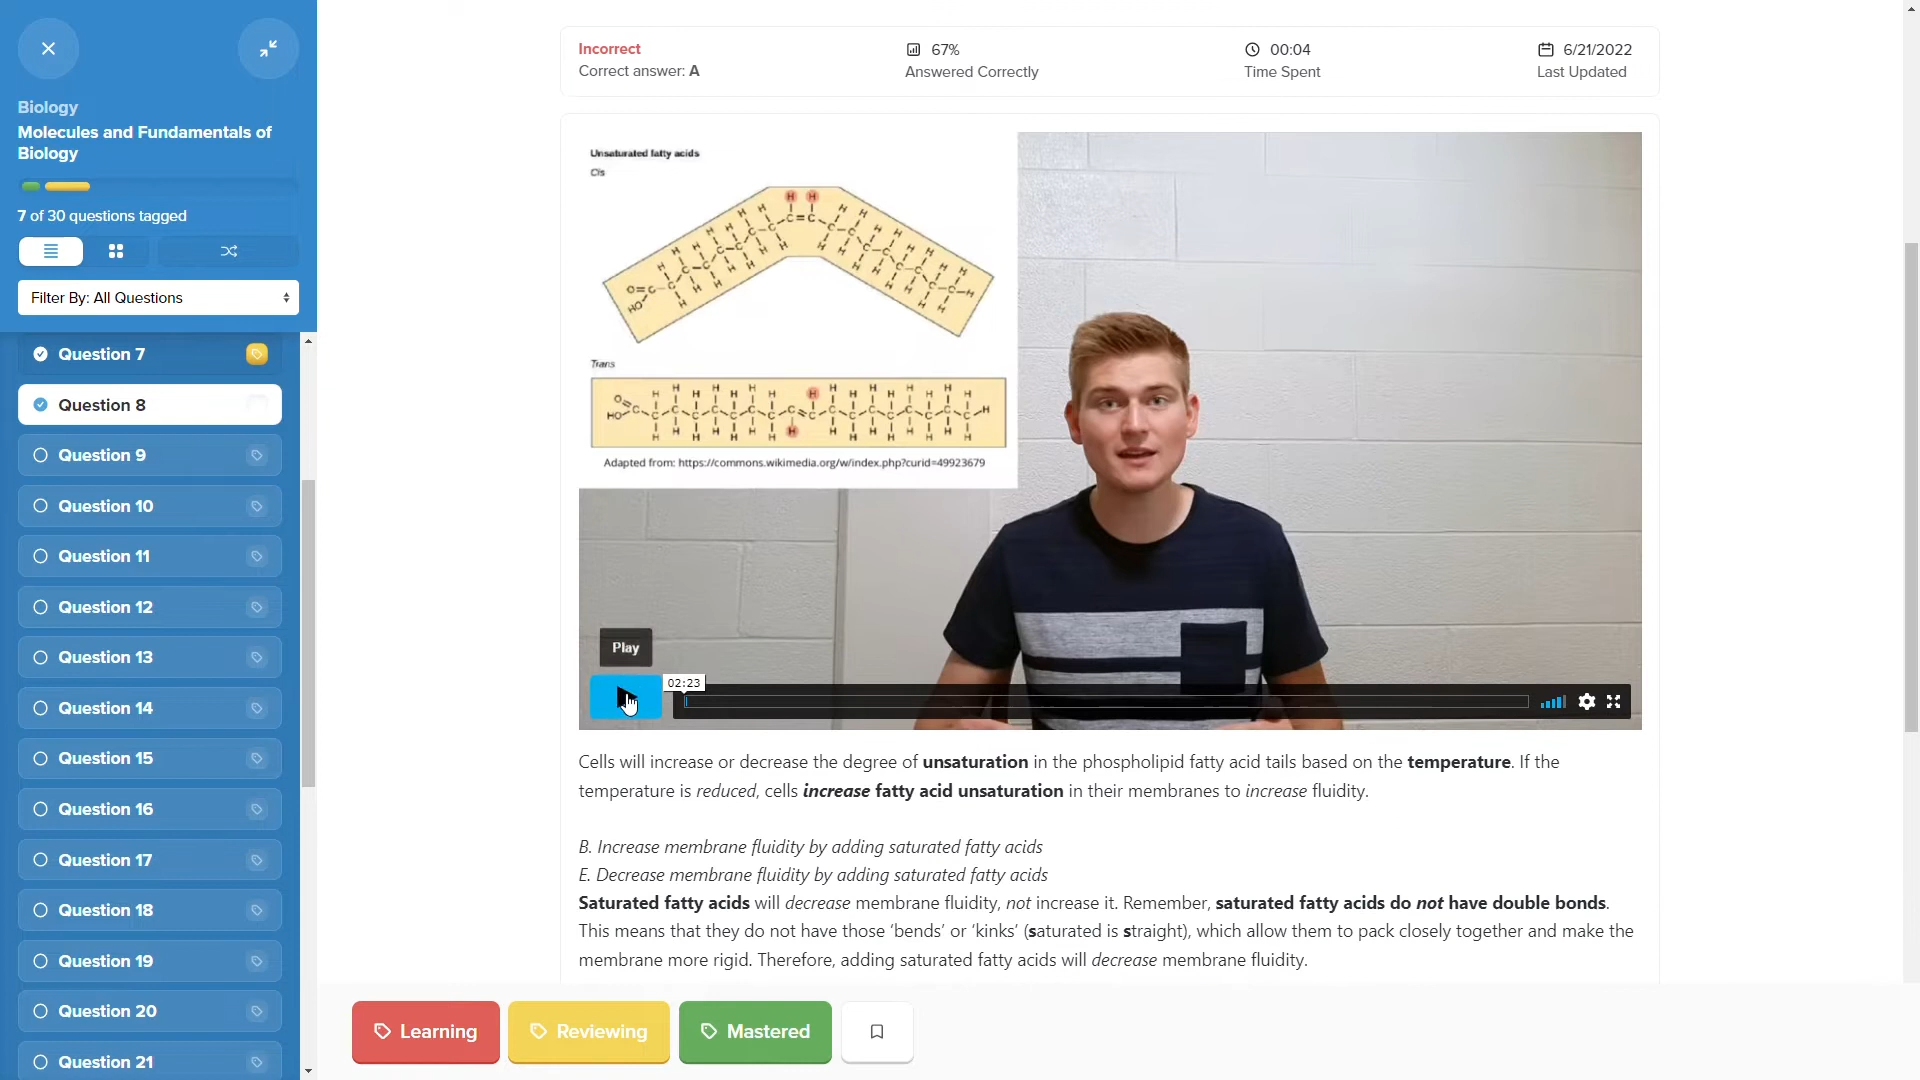 Biology
Molecules and Fundamentals of
Biology
7 of 30 questions tagged
Filter By: All Questions
Question 7
Question 8
Question 9
Question 10
Question 11
Question 12
Question 13
Question 14
Question 15
Question 16
Question 17
Question 18
Question 19
Question 20
Question 21
Incorrect
Correct answer: A
67%
Answered Correctly
00:04
Time Spent
6/21/2022
Last Updated
Unsaturated fatty acids
Cis
Trans
Adapted from: https://commons.wikimedia.org/w/index.php?curid=49923679
Play
02:23
Cells will increase or decrease the degree of unsaturation in the phospholipid fatty acid tails based on the temperature. If the
temperature is reduced, cells increase fatty acid unsaturation in their membranes to increase fluidity.
B. Increase membrane fluidity by adding saturated fatty acids
E. Decrease membrane fluidity by adding saturated fatty acids
Saturated fatty acids will decrease membrane fluidity, not increase it. Remember, saturated fatty acids do not have double bonds.
This means that they do not have those ‘bends’ or ‘kinks’ (saturated is straight), which allow them to pack closely together and make the
membrane more rigid. Therefore, adding saturated fatty acids will decrease membrane fluidity.
Learning
Reviewing
Mastered